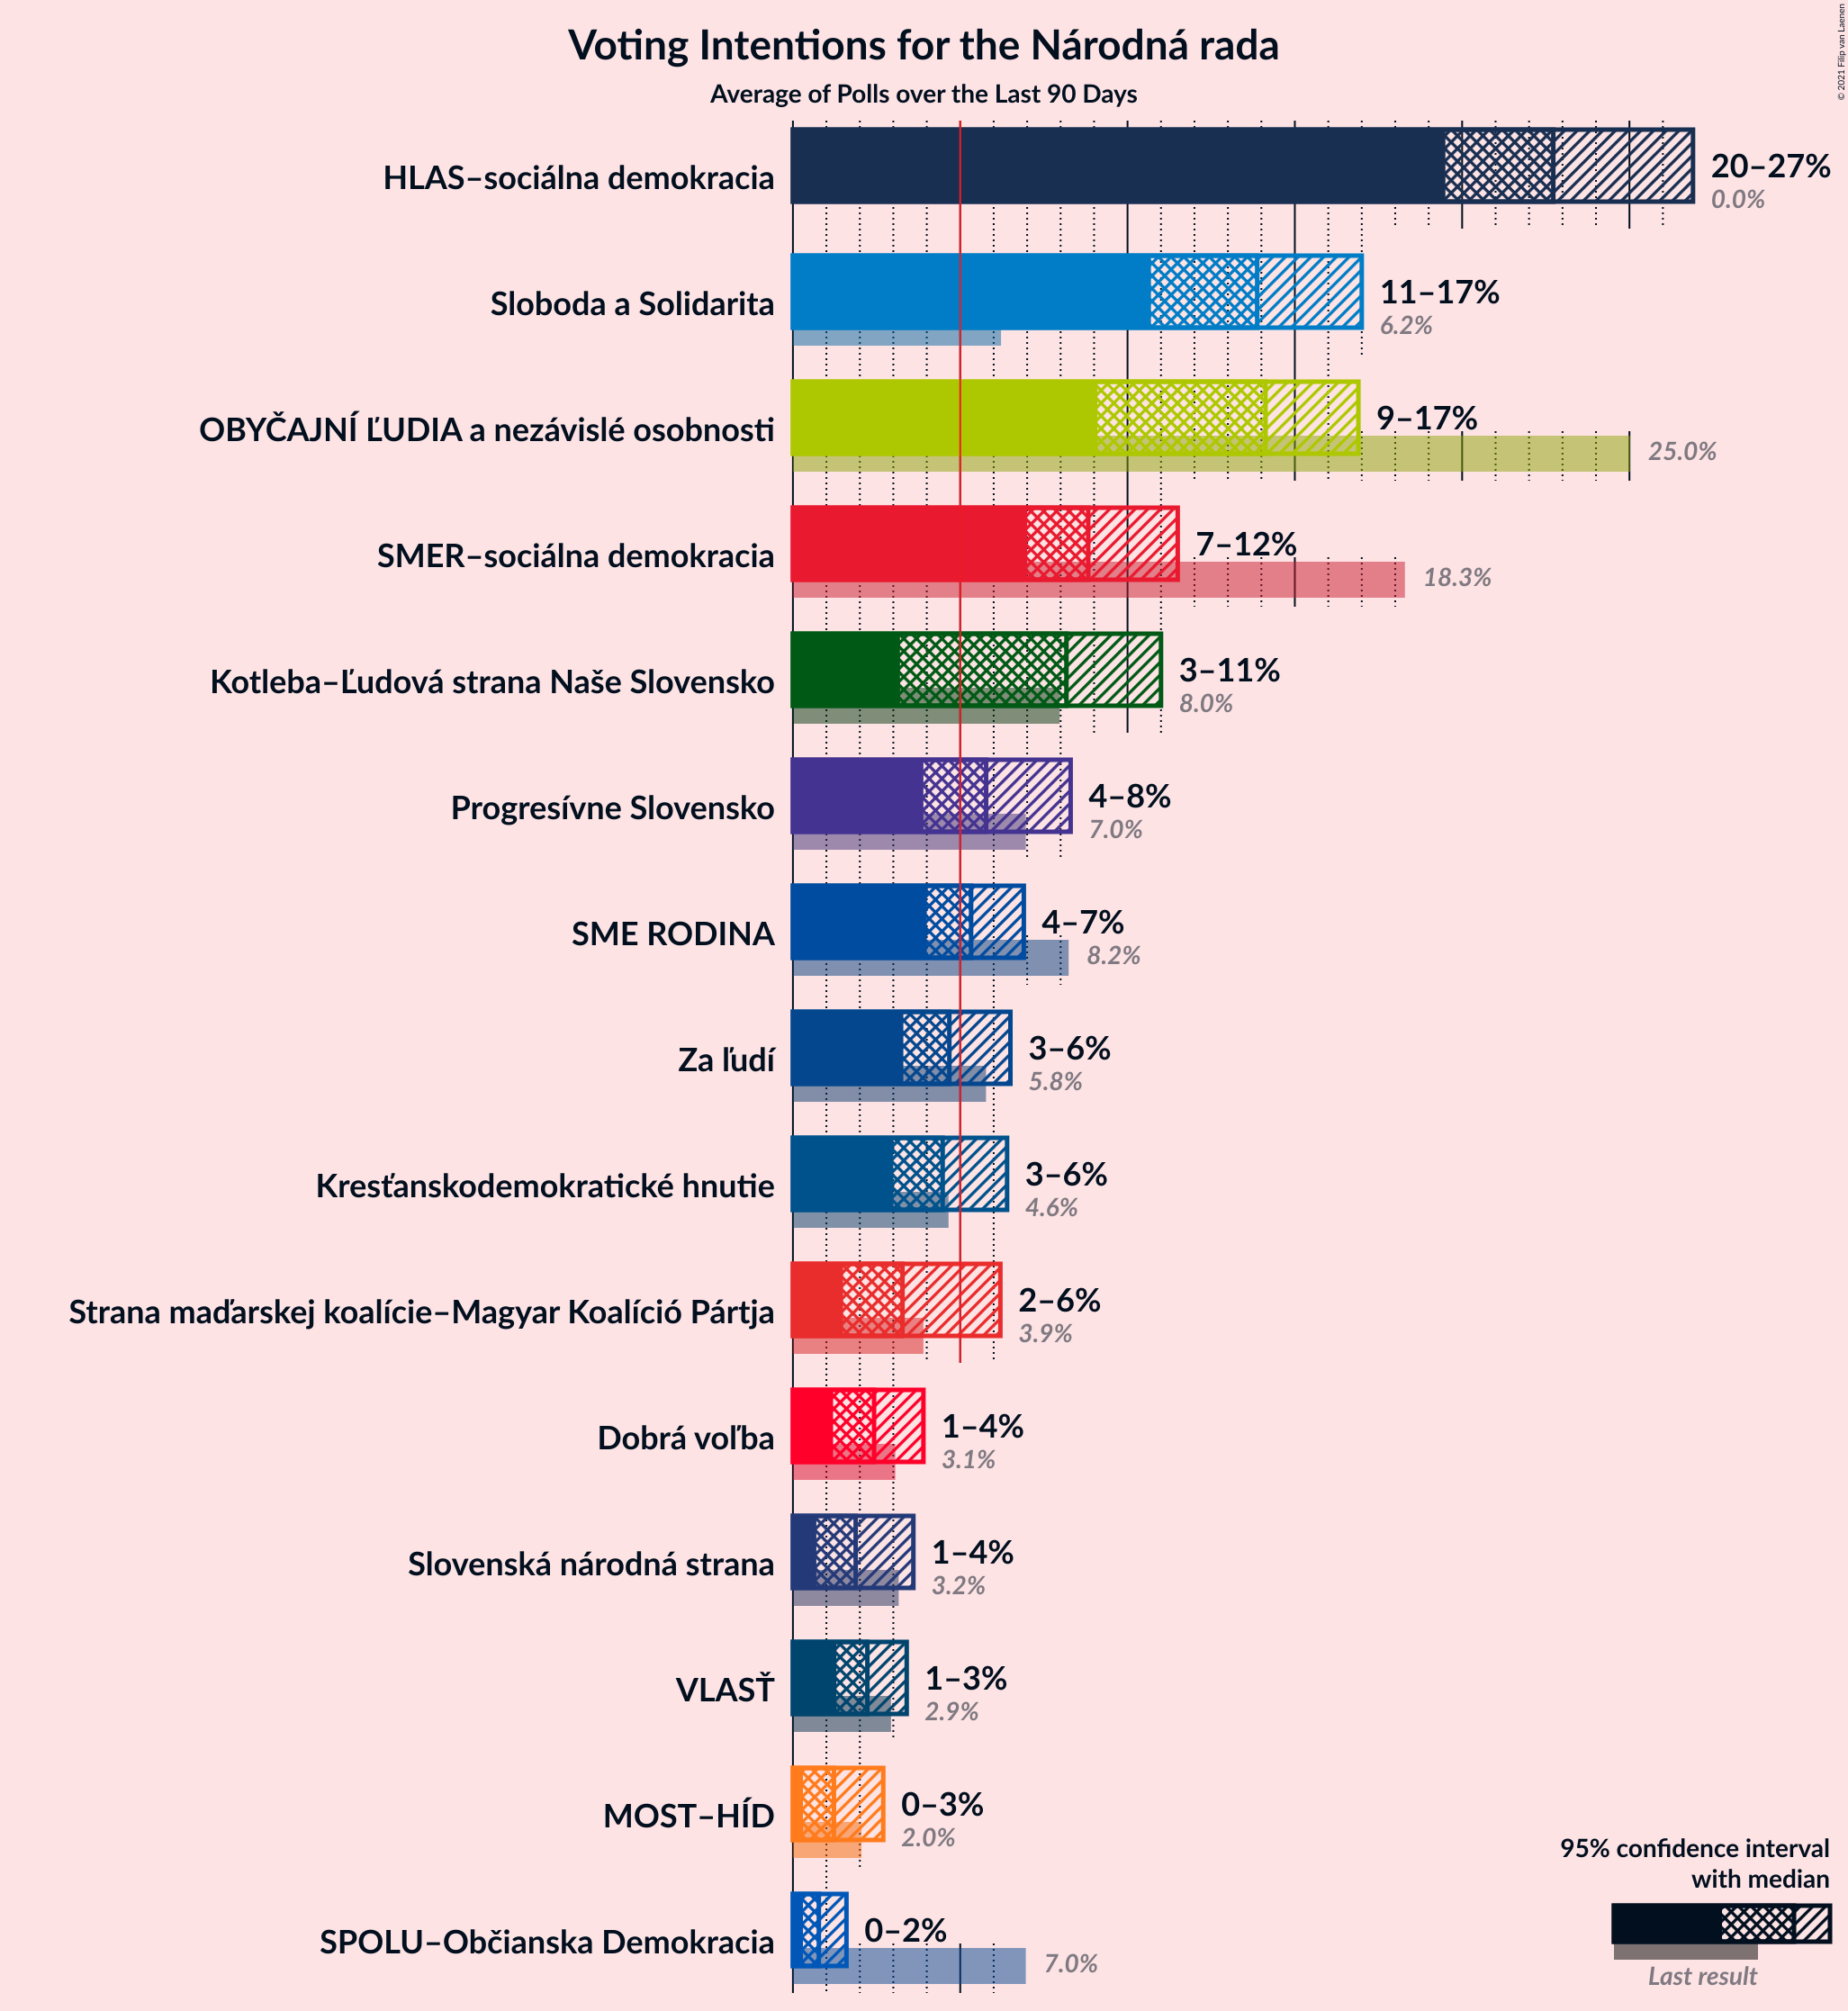 Voting Intentions for the Národná rada
Average of Polls over the Last 90 Days
© 2021 Filip van Laenen
HLAS–sociálna demokracia
20–27%
0.0%
Sloboda a Solidarita
11–17%
6.2%
OBYČAJNÍ ĽUDIA a nezávislé osobnosti
9–17%
25.0%
SMER–sociálna demokracia
7–12%
18.3%
Kotleba–Ľudová strana Naše Slovensko
3–11%
8.0%
Progresívne Slovensko
4–8%
7.0%
SME RODINA
4–7%
8.2%
Za ľudí
3–6%
5.8%
Kresťanskodemokratické hnutie
3–6%
4.6%
Strana maďarskej koalície–Magyar Koalíció Pártja
2–6%
3.9%
Dobrá voľba
1–4%
3.1%
Slovenská národná strana
1–4%
3.2%
VLASŤ
1–3%
2.9%
MOST–HÍD
0–3%
2.0%
SPOLU–Občianska Demokracia
0–2%
7.0%
95% confidence interval
with median
Last result